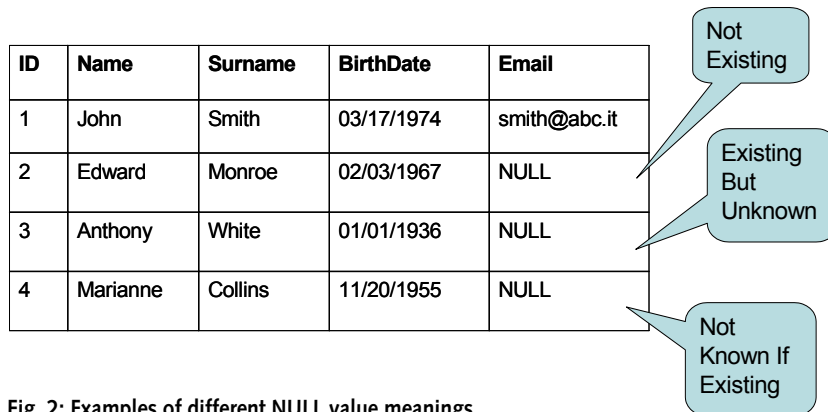 Not
Existing
ID Name Surname BirthDate Email
1 John Smith 03/17/1974 smith@abc.it
2 Edward Monroe 02/03/1967 NULL
Existing
But
Unknown
3 Anthony White 01/01/1936 NULL
4 Marianne Collins 11/20/1955 NULL
Not
Known If
Existing
Fig. 2: Examples of different NULL value meanings